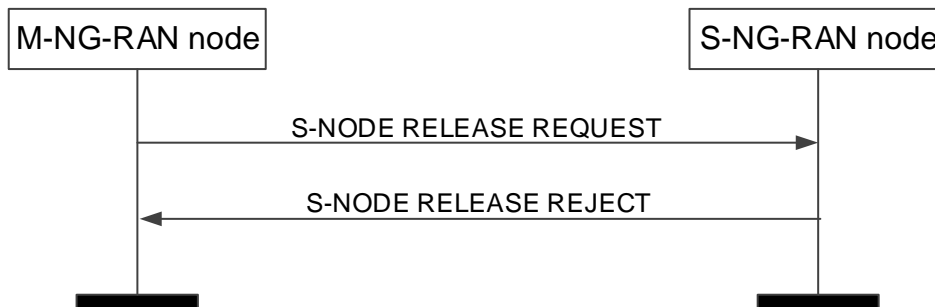 M-NG-RAN node
S-NG-RAN node
S-NODE RELEASE REQUEST
S-NODE RELEASE REJECT